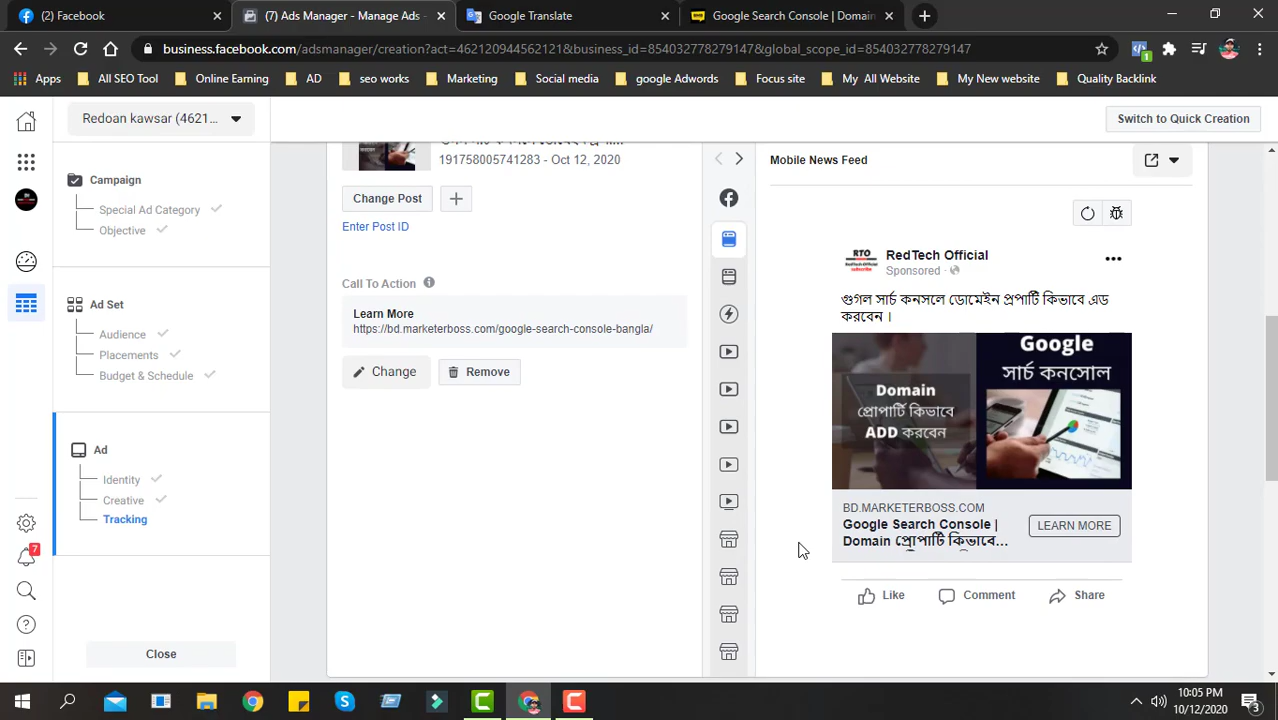 (2) Facebook
(7) Ads Manager - Manage Ads -
Google Translate
Google Search Console | Domain
business.facebook.com/adsmanager/creation?act=462120944562121&business_id=854032778279147&global_scope_id=854032778279147
Apps
All SEO Tool
Online Earning
AD
seo works
Marketing
Social media
google Adwords
Focus site
My All Website
My New website
Quality Backlink
Redoan kawsar (4621...
Switch to Quick Creation
Campaign
Special Ad Category
Objective
Ad Set
Audience
Placements
Budget & Schedule
Ad
Identity
Creative
Tracking
7
Close
191758005741283 - Oct 12, 2020
Change Post
Enter Post ID
Call To Action
Learn More
https://bd.marketerboss.com/google-search-console-bangla/
Change
Remove
Mobile News Feed
RTO
RedTech Official
subscribe
RedTech Official
Sponsored ·
গুগল সার্চ কনসলে ডোমেইন প্রপার্টি কিভাবে এড
করবেন ।
Google
সার্চ কনসোল
Domain
প্রোপার্টি কিভাবে
ADD করবেন
BD.MARKETERBOSS.COM
Google Search Console |
Domain প্রোপার্টি কিভাবে...
LEARN MORE
Like
Comment
Share
10:05 PM
10/12/2020
3